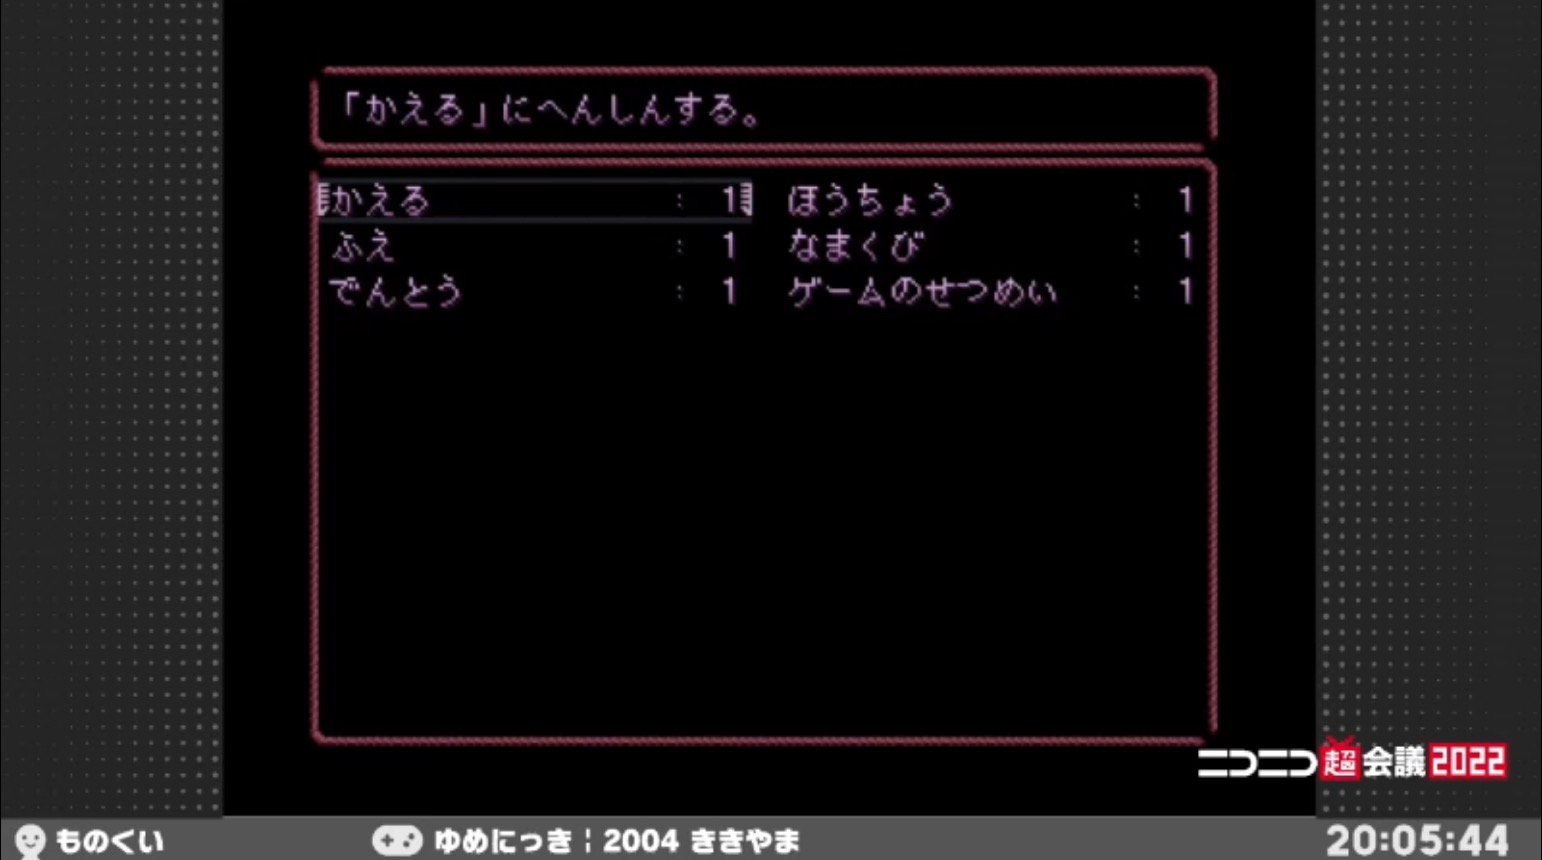 「かえる」にへんしんする。
かえる : 1 ほうちょう : 1
ふえ : 1 なまくび : 1
でんとう : 1 ゲームのせつめい : 1
ニコニコ超会議2022
ものくい ゆめにっき ¦ 2004 ききやま 20:05:44